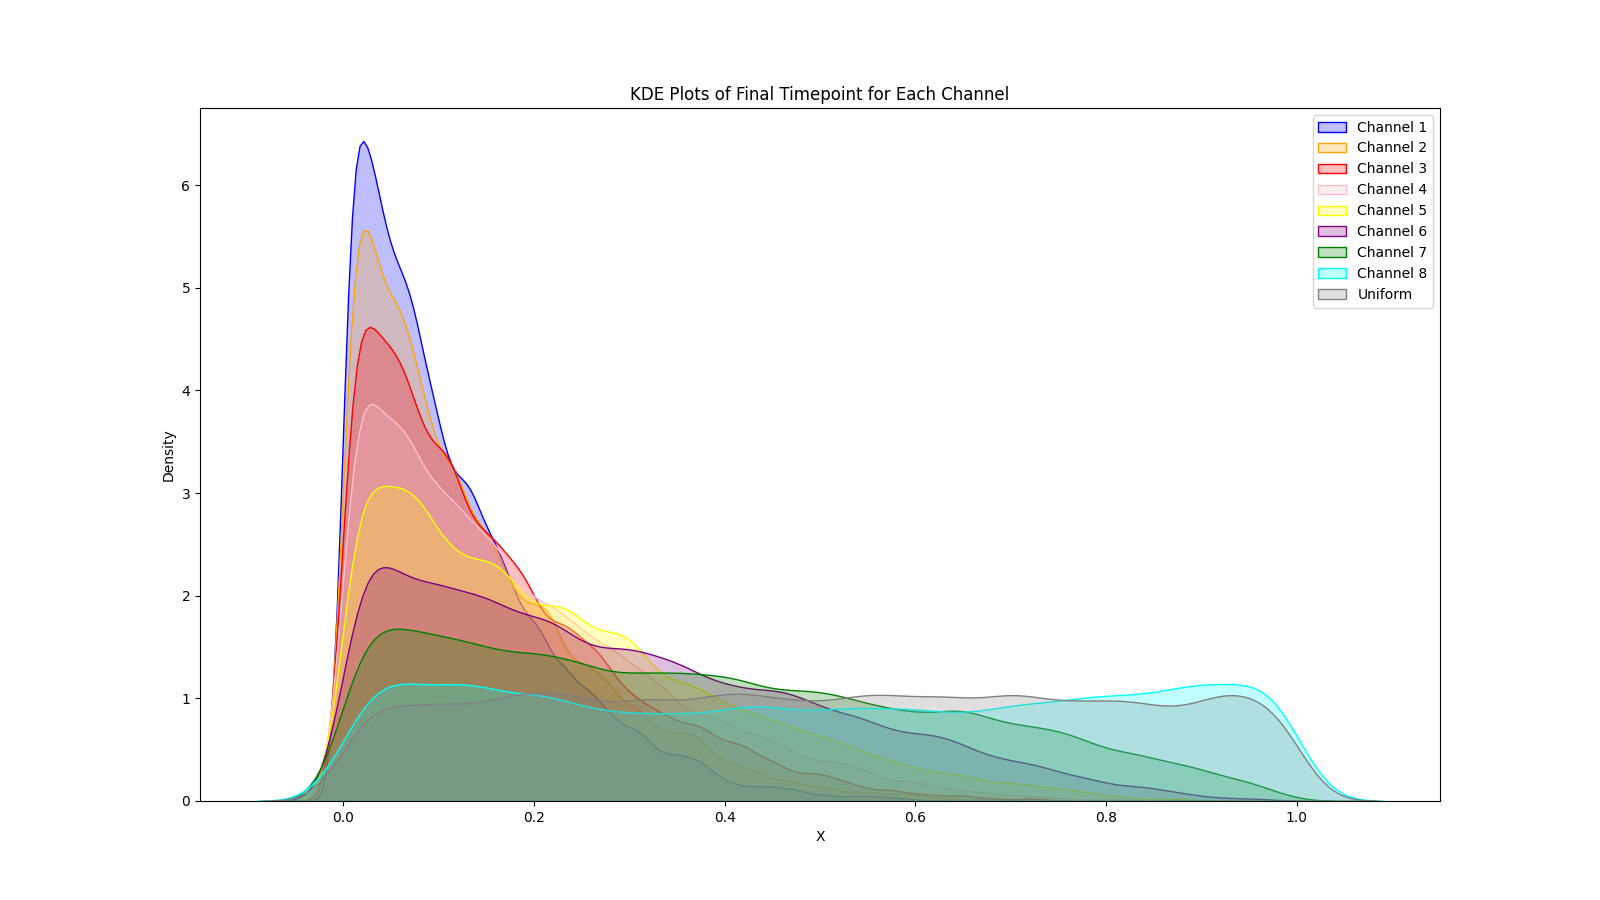 KDE Plots of Final Timepoint for Each Channel
Channel 1
Channel 2
Channel 3
Channel 4
Channel 5
Channel 6
Channel 7
Channel 8
Uniform
6
5
4
3
2
1
0
Density
0.0 0.2 0.4 0.6 0.8 1.0
X